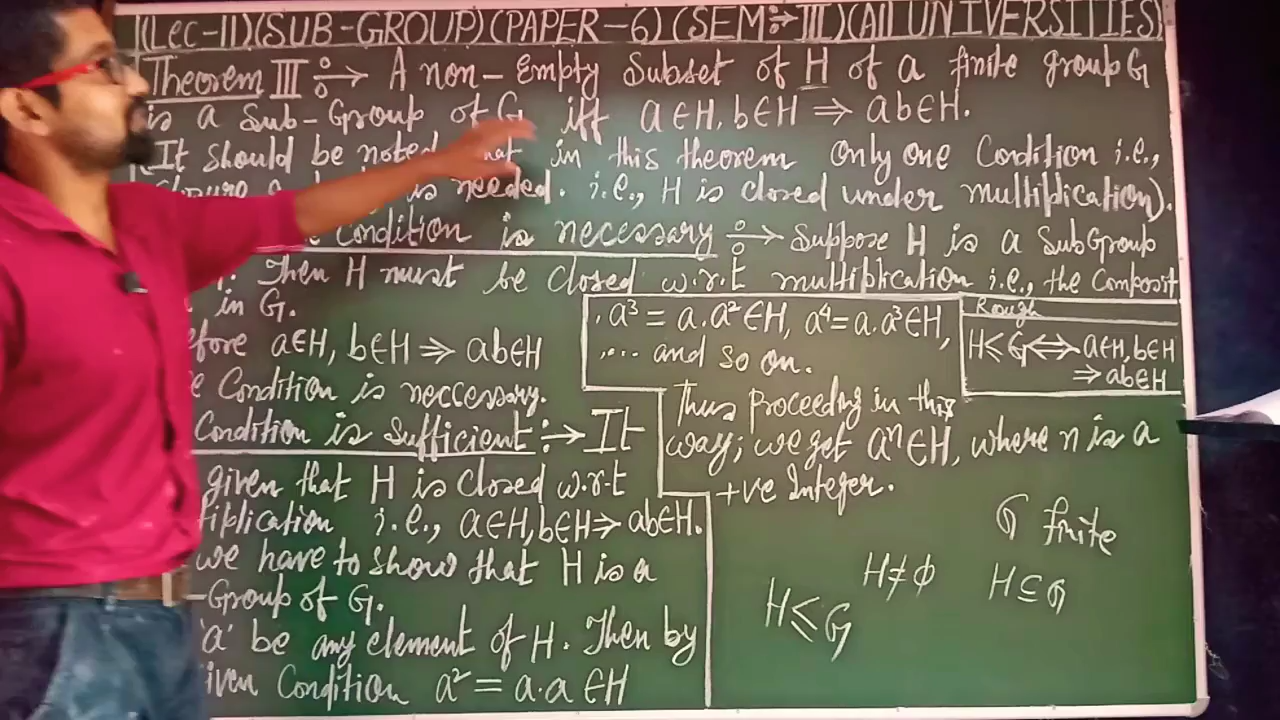 (Lec-11)(SUB-GROUP)(PAPER-6)(SEM÷→III)(All UNIVERSITIES)
Theorem III ÷→ A non-Empty Subset of H of a finite group G
is a Sub-Group of G iff a∈H, b∈H ⇒ ab∈H.
It should be noted that in this theorem Only one Condition i.e.,
is needed. i.e., H is closed under multiplication).
Condition is necessary ÷→ Suppose H is a SubGroup
Then H must be closed w.r.t multiplication i.e., the Composit
in G.
a∈H, b∈H ⇒ ab∈H
Condition is neccessary.
Condition is Sufficient ÷→ It
given that H is closed w.r.t
i.e., a∈H, b∈H ⇒ ab∈H.
we have to show that H is a
-Group of G.
'a' be any element of H. Then by
Condition a² = a.a ∈H
, a³ = a.a² ∈H, a⁴ = a.a³ ∈H,
,... and so on.
Thus proceeding in this
way; we get aⁿ ∈H, where n is a
+ve Integer.
Rough
H≤G ⇔ a∈H, b∈H
⇒ ab∈H
G finite
H≠ϕ H⊆G
H≤G